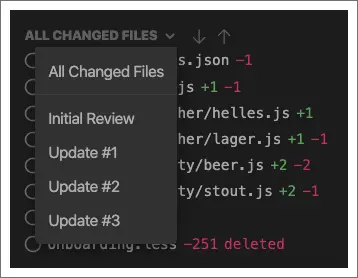 ALL CHANGED FILES
All Changed Files
s.json -1
js +1 -1
Initial Review
her/helles.js +1
Update #1
her/lager.js +1 -1
Update #2
ty/beer.js +2 -2
ty/stout.js +2 -1
Update #3
onboarding.less -251 deleted